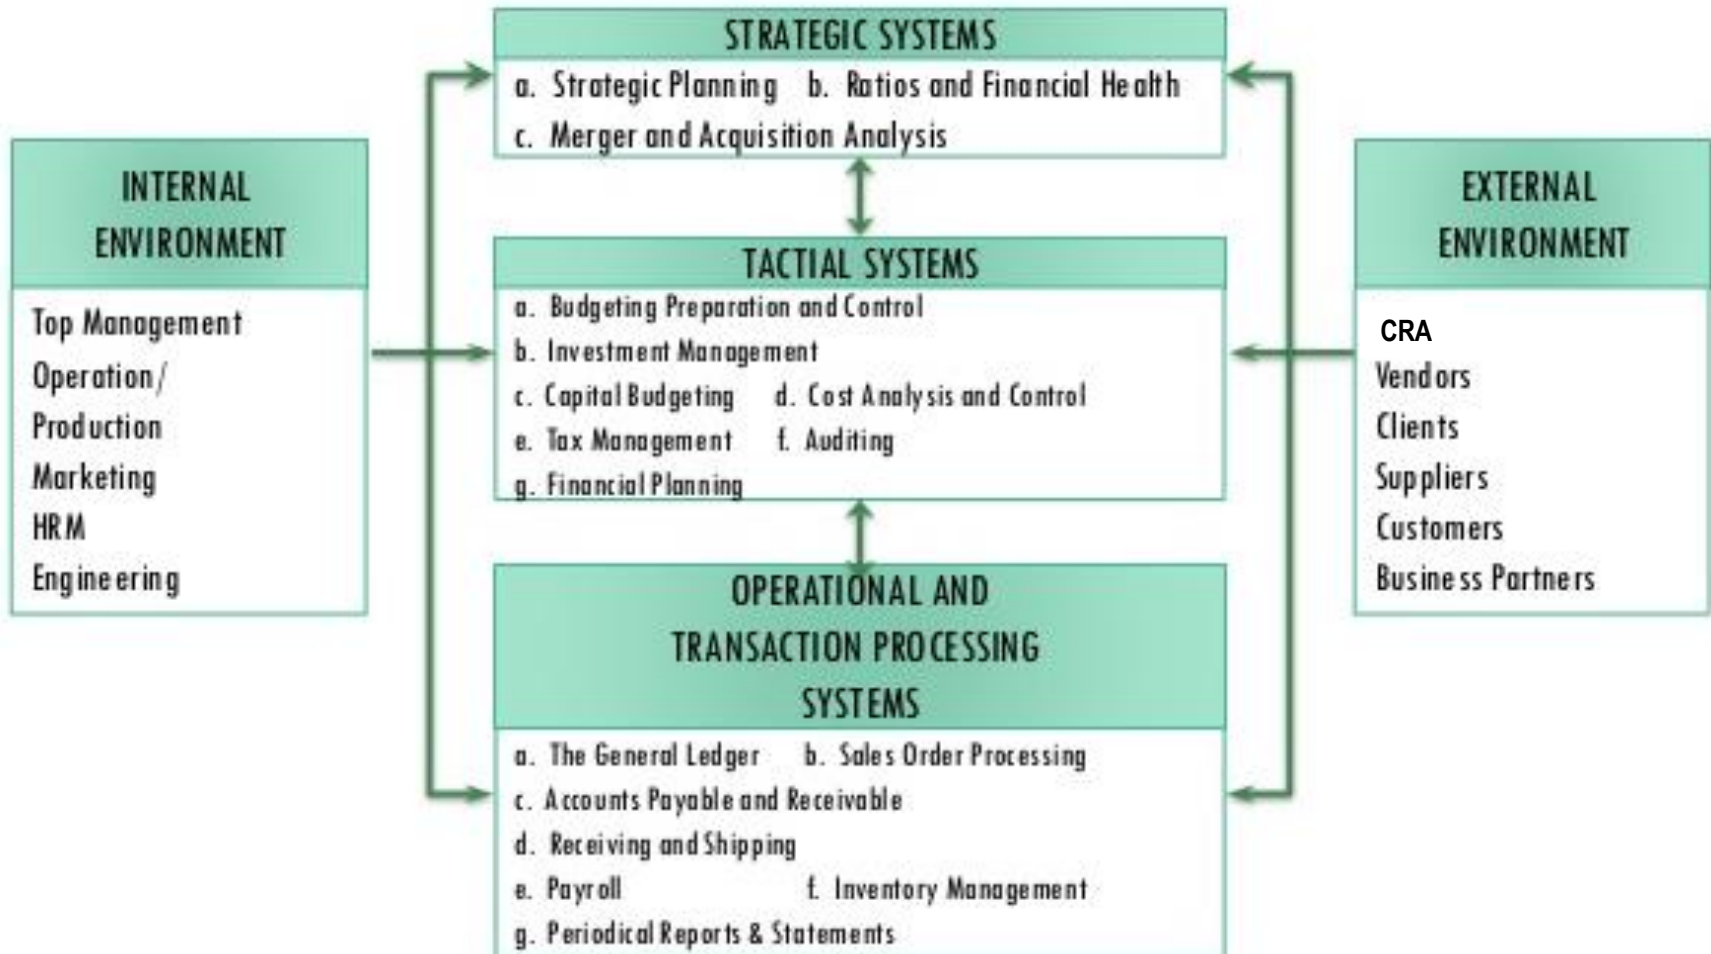 STRATEGIC SYSTEMS
a. Strategic Planning b. Ratios and Financial Health
c. Merger and Acquisition Analysis
INTERNAL
ENVIRONMENT
Top Management
Operation/
Production
Marketing
HRM
Engineering
TACTIAL SYSTEMS
a. Budgeting Preparation and Control
b. Investment Management
c. Capital Budgeting d. Cost Analysis and Control
e. Tax Management f. Auditing
g. Financial Planning
EXTERNAL
ENVIRONMENT
CRA
Vendors
Clients
Suppliers
Customers
Business Partners
OPERATIONAL AND
TRANSACTION PROCESSING
SYSTEMS
a. The General Ledger b. Sales Order Processing
c. Accounts Payable and Receivable
d. Receiving and Shipping
e. Payroll f. Inventory Management
g. Periodical Reports & Statements